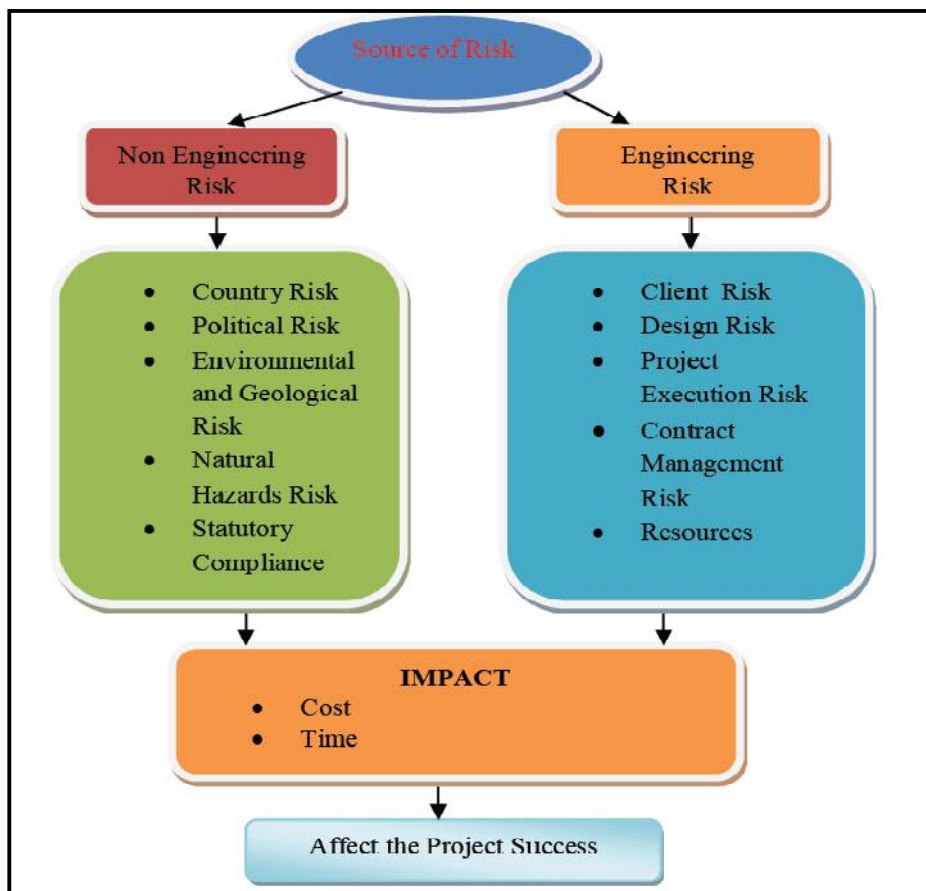 Source of Risk
Non Engineering
Risk
Engineering
Risk
• Country Risk
• Political Risk
• Environmental
and Geological
Risk
• Natural
Hazards Risk
• Statutory
Compliance
• Client Risk
• Design Risk
• Project
Execution Risk
• Contract
Management
Risk
• Resources
IMPACT
• Cost
• Time
Affect the Project Success